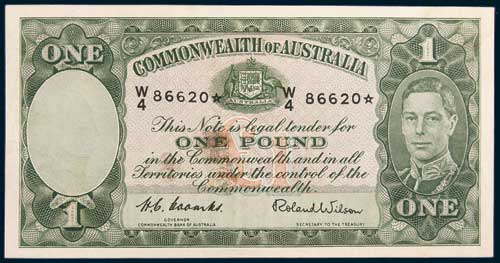 ONE
1
COMMONWEALTH OF AUSTRALIA
W/4 86620☆ W/4 86620☆
AUSTRALIA
This Note is legal tender for
ONE POUND
in the Commonwealth and in all
Territories under the control of the
Commonwealth.
H.C. Coombs Roland Wilson
GOVERNOR SECRETARY TO THE TREASURY
COMMONWEALTH BANK OF AUSTRALIA
1 ONE